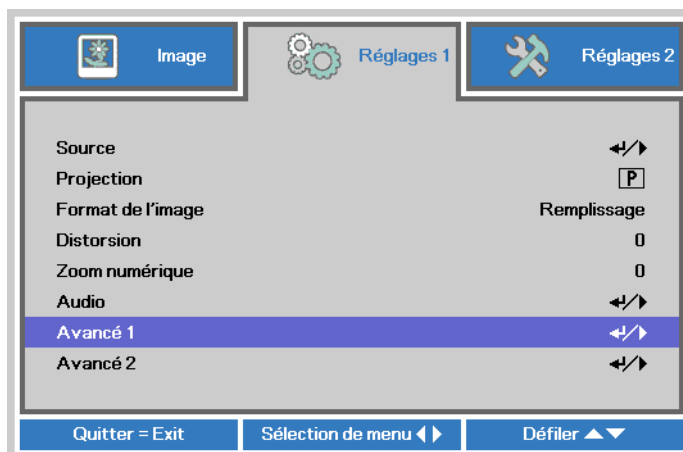 Image
Réglages 1
Réglages 2
Source
Projection P
Format de l'image Remplissage
Distorsion 0
Zoom numérique 0
Audio
Avancé 1
Avancé 2
Quitter = Exit Sélection de menu Défiler